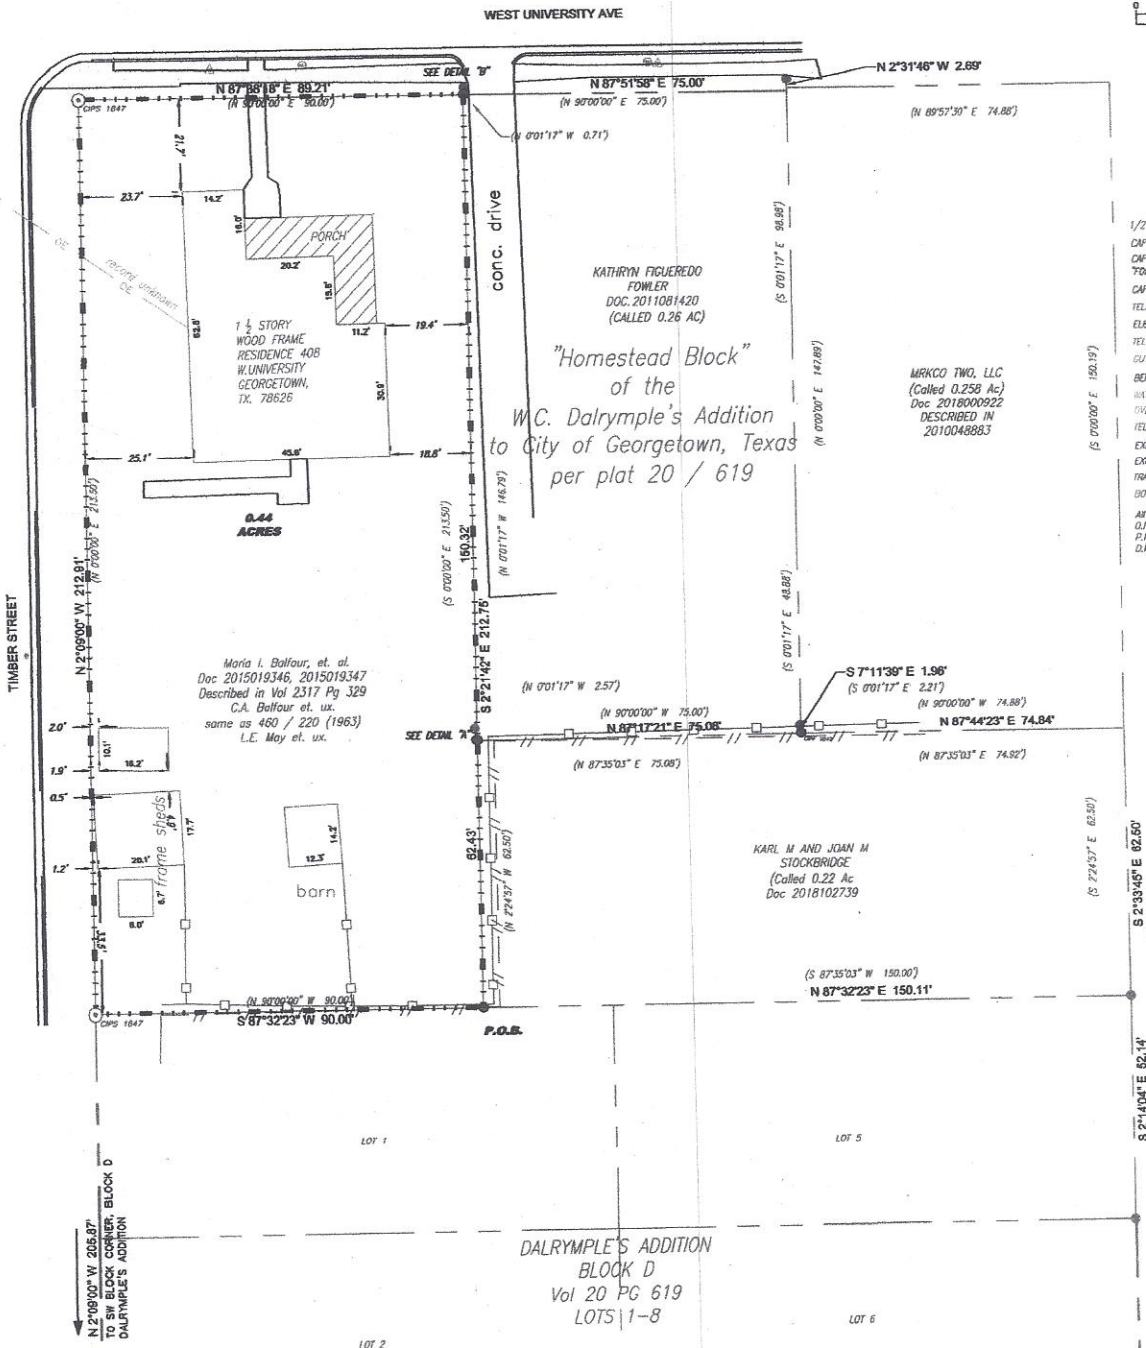 WEST UNIVERSITY AVE
SEE DETAIL "B"
N 2°31'46" W 2.69'
N 87°51'58" E 75.00'
(N 90°00'00" E 90.00')
(N 90°00'00" E 75.00')
(N 89°57'30" E 74.88')
CIPS 1847
(N 0°01'17" W 0.71')
21.7'
23.7'
14.2'
16.0'
PORCH
20.2'
conc. drive
(S 0°01'17" E 98.98')
OE
record unknown
OE
KATHRYN FIGUEREDO
FOWLER
DOC. 2011081420
(CALLED 0.26 AC)
1 ½ STORY
WOOD FRAME
RESIDENCE 408
W.UNIVERSITY
GEORGETOWN,
TX. 78626
11.2'
19.4'
30.9'
"Homestead Block"
of the
W.C. Dalrymple's Addition
to City of Georgetown, Texas
per plat 20 / 619
MRKCO TWO, LLC
(Called 0.258 Ac)
Doc 2018000922
DESCRIBED IN
2010048883
(N 0°00'00" E 147.89')
(S 0°00'00" E 150.19')
25.1'
18.8'
0.44
ACRES
(N 0°00'00" E 213.50')
(S 0°00'00" E 213.50')
150.32'
(N 0°01'17" W 146.79')
(S 0°01'17" E 48.88')
TIMBER STREET
N 2°09'00" W 212.91'
S 2°21'42" E 212.75'
Maria I. Balfour, et. al.
Doc 2015019346, 2015019347
Described in Vol 2317 Pg 329
C.A. Balfour et. ux.
same as 460 / 220 (1963)
L.E. May et. ux.
S 7°11'39" E 1.96'
(S 0°01'17" E 2.21')
(N 0°01'17" W 2.57')
(N 90°00'00" W 75.00')
(N 90°00'00" W 74.88')
2.0'
10.1'
16.2'
SEE DETAIL "A"
N 87°17'21" E 75.08'
N 87°44'23" E 74.84'
(N 87°35'03" E 75.08')
(N 87°35'03" E 74.92')
1.9'
0.5'
17.7'
frame sheds
20.1'
14.2'
12.3'
barn
62.43'
(N 2°24'57" W 62.50')
1.2'
8.7'
6.0'
33.5'
KARL M AND JOAN M
STOCKBRIDGE
(Called 0.22 Ac
Doc 2018102739
(S 2°24'57" E 62.50')
S 2°33'45" E 62.50'
(S 87°35'03" W 150.00')
N 87°32'23" E 150.11'
(N 90°00'00" W 90.00')
S 87°32'23" W 90.00'
CIPS 1847
P.O.B.
S 2°14'04" E 52.14'
LOT 1
LOT 5
N 2°09'00" W 205.87'
TO SW BLOCK CORNER, BLOCK D
DALRYMPLE'S ADDITION
DALRYMPLE'S ADDITION
BLOCK D
Vol 20 PG 619
LOTS 1-8
LOT 2
LOT 6